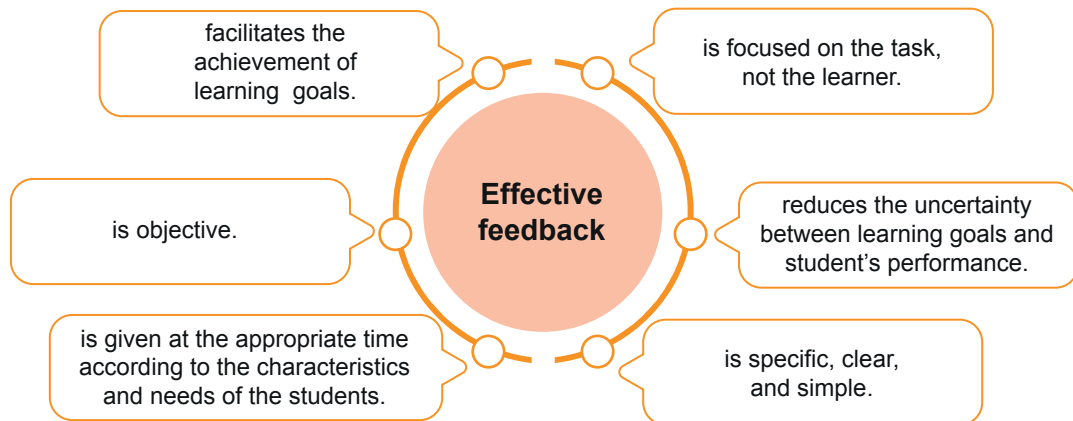 facilitates the
achievement of
learning goals.
is focused on the task,
not the learner.
Effective
feedback
is objective.
reduces the uncertainty
between learning goals and
student’s performance.
is given at the appropriate time
according to the characteristics
and needs of the students.
is specific, clear,
and simple.